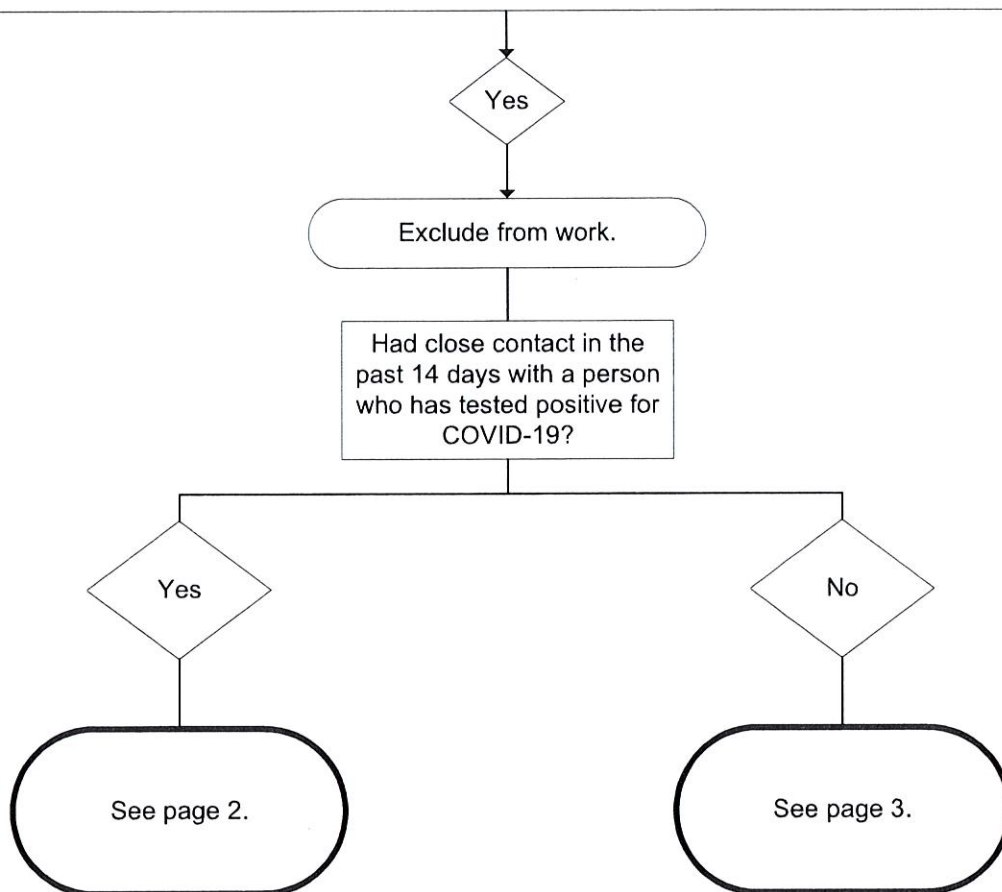 Yes
Exclude from work.
Had close contact in the
past 14 days with a person
who has tested positive for
COVID-19?
Yes
No
See page 2.
See page 3.